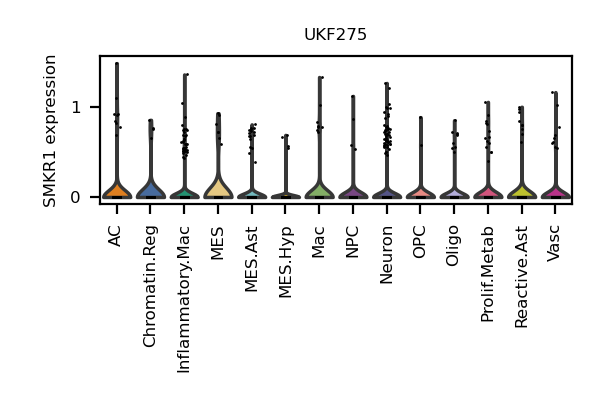 UKF275
SMKR1 expression
1
0
AC
Chromatin.Reg
Inflammatory.Mac
MES
MES.Ast
MES.Hyp
Mac
NPC
Neuron
OPC
Oligo
Prolif.Metab
Reactive.Ast
Vasc